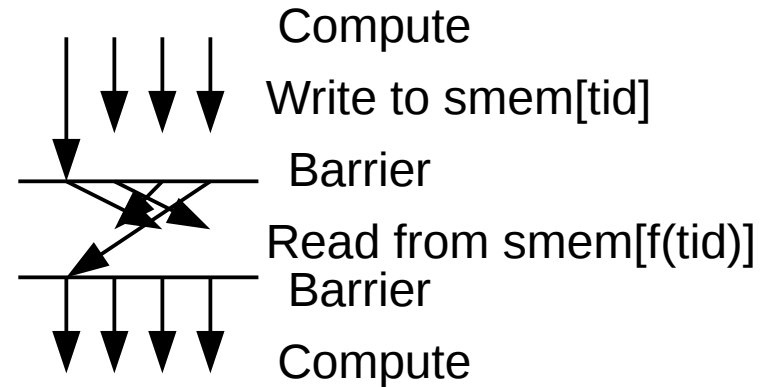 Compute
Write to smem[tid]
Barrier
Read from smem[f(tid)]
Barrier
Compute